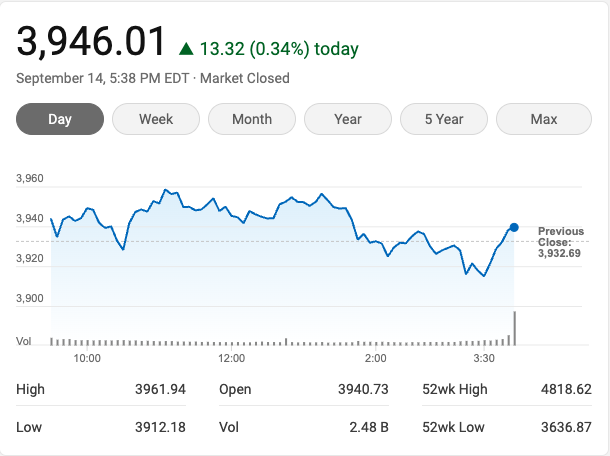 3,946.01 ▲ 13.32 (0.34%) today
September 14, 5:38 PM EDT · Market Closed
Day Week Month Year 5 Year Max
3,960
3,940
Previous
Close:
3,932.69
3,920
3,900
Vol
10:00 12:00 2:00 3:30
High 3961.94 Open 3940.73 52wk High 4818.62
Low 3912.18 Vol 2.48 B 52wk Low 3636.87